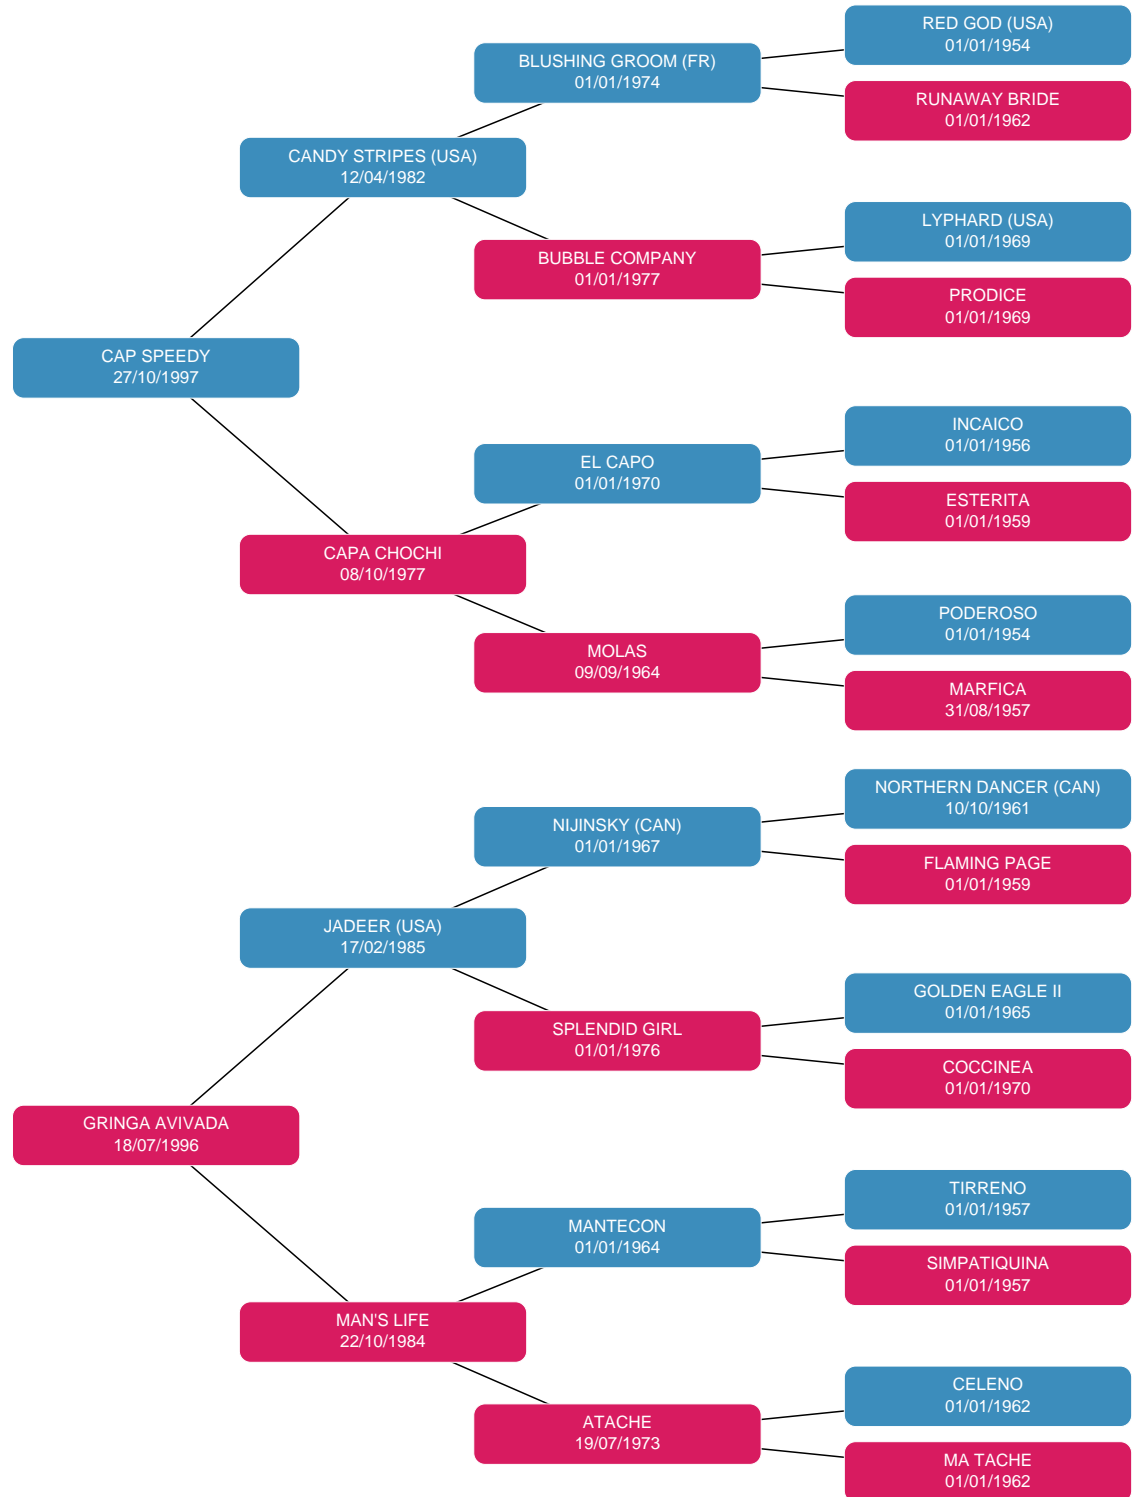 RED GOD (USA)
01/01/1954
BLUSHING GROOM (FR)
01/01/1974
RUNAWAY BRIDE
01/01/1962
CANDY STRIPES (USA)
12/04/1982
LYPHARD (USA)
01/01/1969
BUBBLE COMPANY
01/01/1977
PRODICE
01/01/1969
CAP SPEEDY
27/10/1997
INCAICO
01/01/1956
EL CAPO
01/01/1970
ESTERITA
01/01/1959
CAPA CHOCHI
08/10/1977
PODEROSO
01/01/1954
MOLAS
09/09/1964
MARFICA
31/08/1957
NORTHERN DANCER (CAN)
10/10/1961
NIJINSKY (CAN)
01/01/1967
FLAMING PAGE
01/01/1959
JADEER (USA)
17/02/1985
GOLDEN EAGLE II
01/01/1965
SPLENDID GIRL
01/01/1976
COCCINEA
01/01/1970
GRINGA AVIVADA
18/07/1996
TIRRENO
01/01/1957
MANTECON
01/01/1964
SIMPATIQUINA
01/01/1957
MAN'S LIFE
22/10/1984
CELENO
01/01/1962
ATACHE
19/07/1973
MA TACHE
01/01/1962